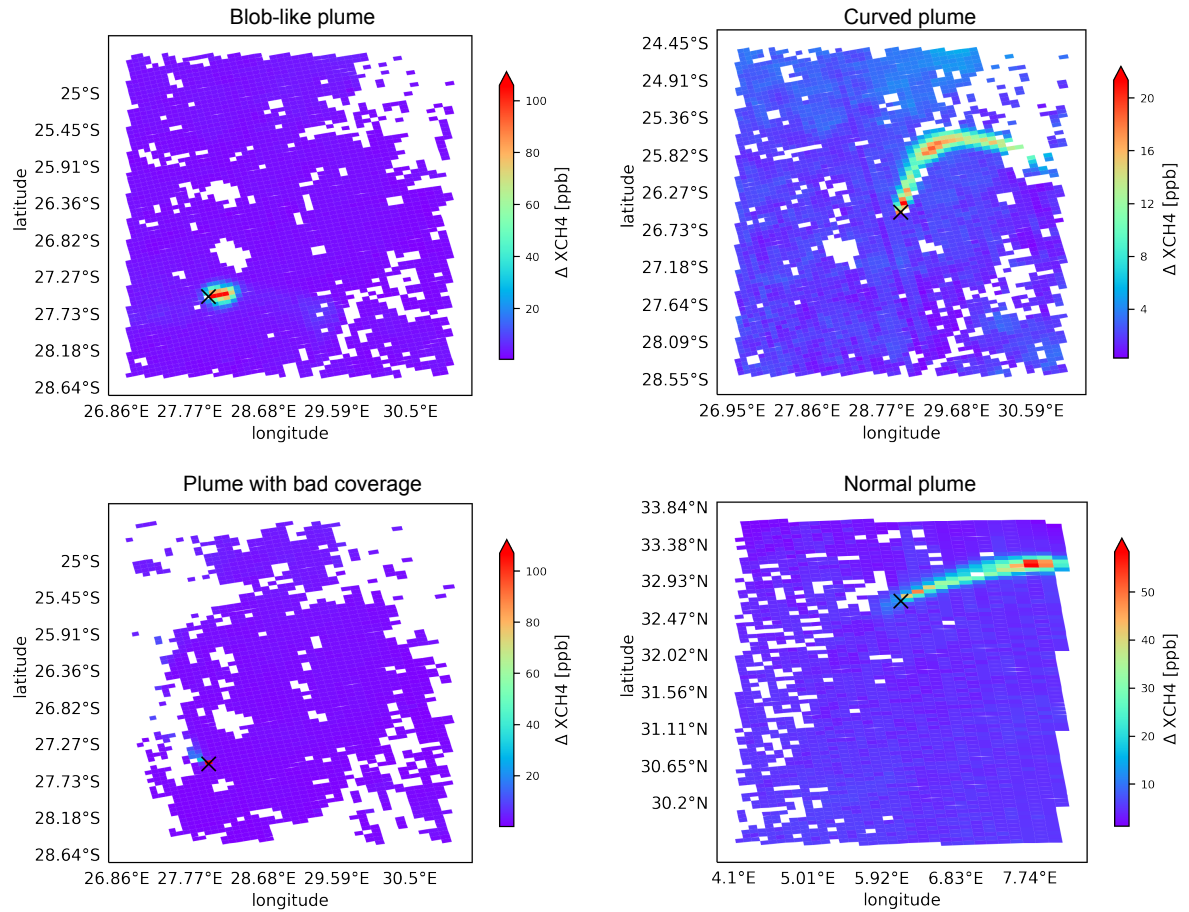 Blob-like plume
25°S
25.45°S
25.91°S
26.36°S
26.82°S
27.27°S
27.73°S
28.18°S
28.64°S
latitude
26.86°E 27.77°E 28.68°E 29.59°E 30.5°E
longitude
100
80
60
40
20
Δ XCH4 [ppb]
Curved plume
24.45°S
24.91°S
25.36°S
25.82°S
26.27°S
26.73°S
27.18°S
27.64°S
28.09°S
28.55°S
latitude
26.95°E 27.86°E 28.77°E 29.68°E 30.59°E
longitude
20
16
12
8
4
Δ XCH4 [ppb]
Plume with bad coverage
25°S
25.45°S
25.91°S
26.36°S
26.82°S
27.27°S
27.73°S
28.18°S
28.64°S
latitude
26.86°E 27.77°E 28.68°E 29.59°E 30.5°E
longitude
100
80
60
40
20
Δ XCH4 [ppb]
Normal plume
33.84°N
33.38°N
32.93°N
32.47°N
32.02°N
31.56°N
31.11°N
30.65°N
30.2°N
latitude
4.1°E 5.01°E 5.92°E 6.83°E 7.74°E
longitude
50
40
30
20
10
Δ XCH4 [ppb]